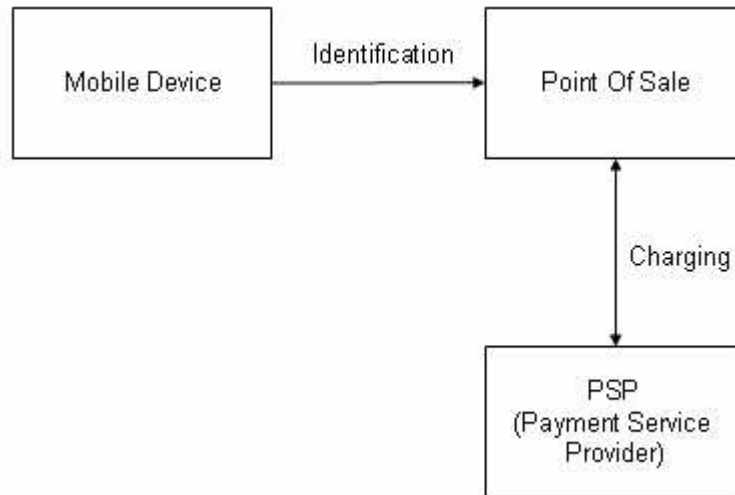 Identification
Mobile Device
Point Of Sale
Charging
PSP
(Payment Service
Provider)